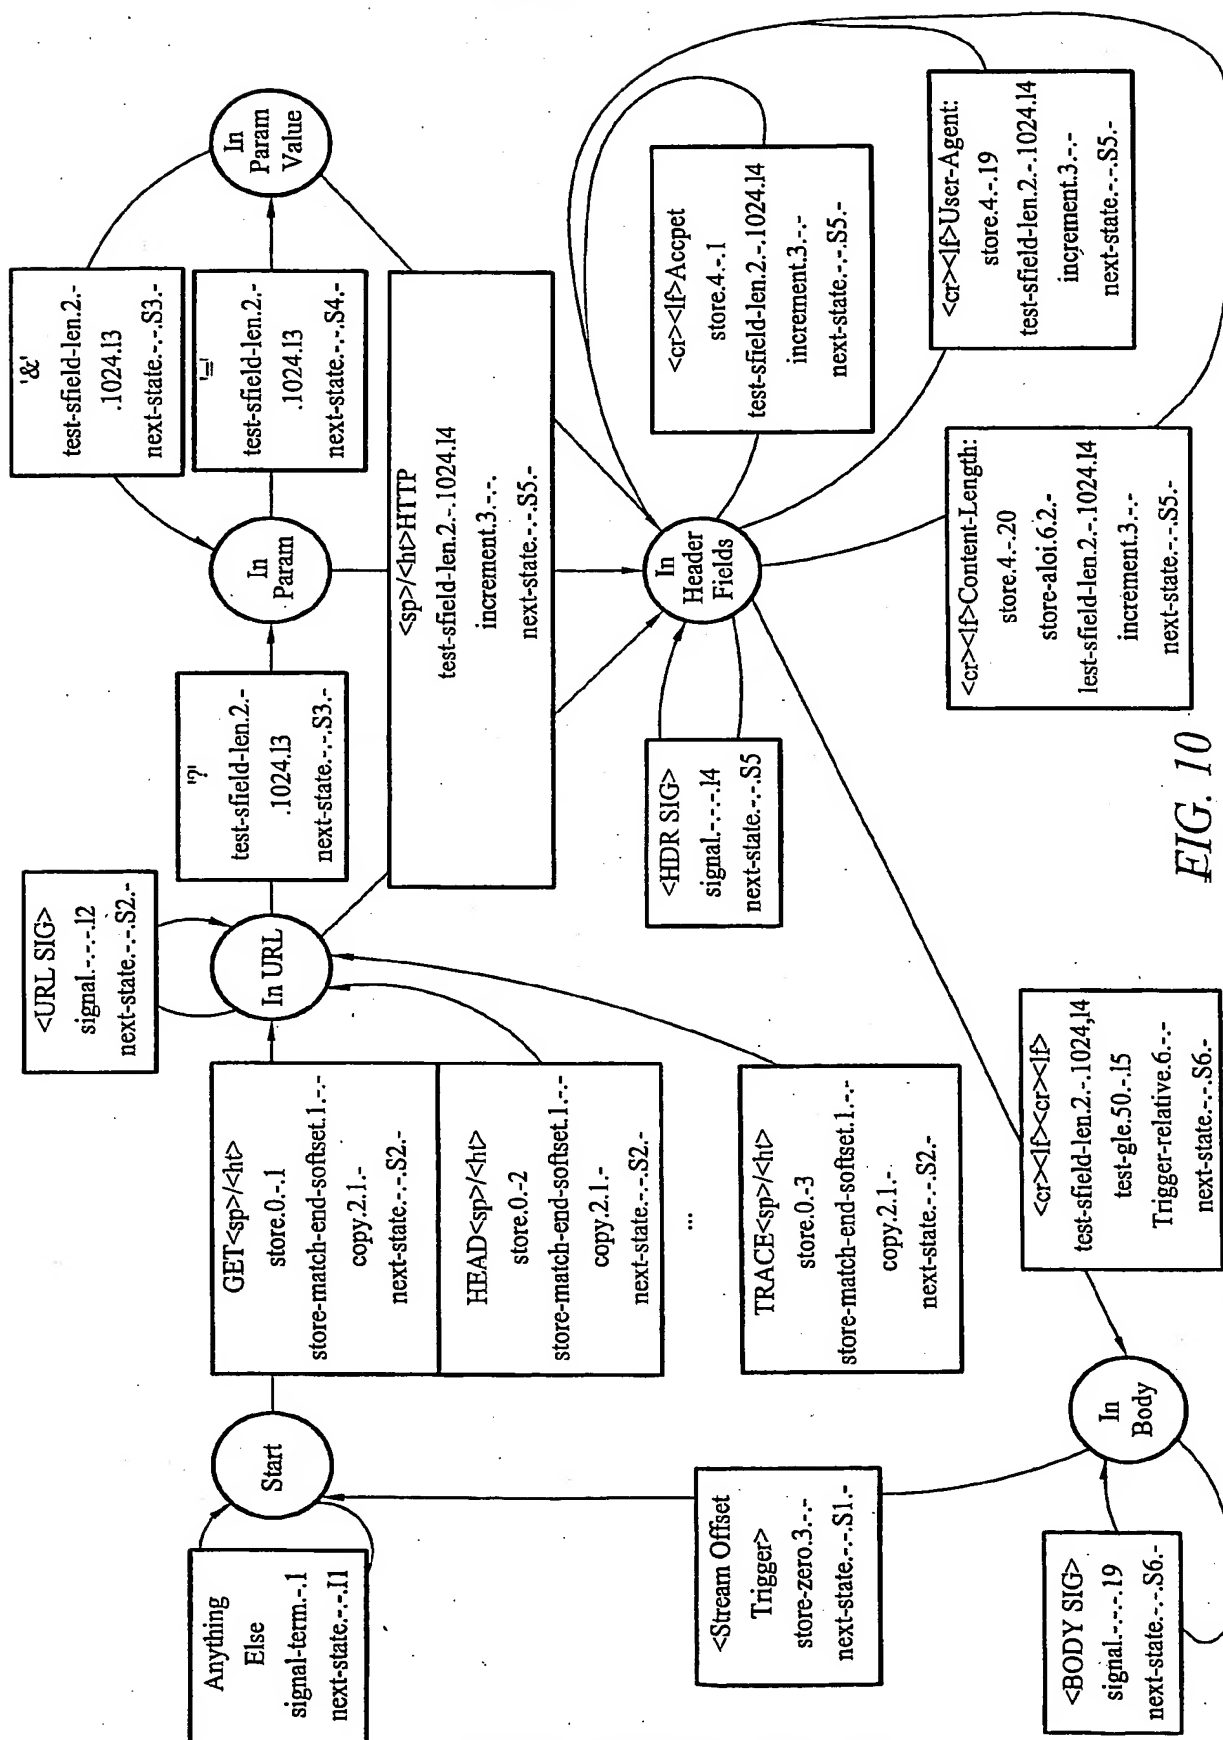 Anything
Else
signal-term.-.1
next-state.-.-.I1
Start
GET<sp>/<ht>
store.0.-.1
store-match-end-softset.1.-.-
copy.2.1.-
next-state.-.-.S2.-
HEAD<sp>/<ht>
store.0.-2
store-match-end-softset.1.-.-
copy.2.1.-
next-state.-.-.S2.-
...
TRACE<sp>/<ht>
store.0.-3
store-match-end-softset.1.-.-
copy.2.1.-
next-state.-.-.S2.-
<URL SIG>
signal.-.-.-.I2
next-state.-.-.S2.-
In URL
'?'
test-sfield-len.2.-
.1024.I3
next-state.-.-.S3.-
In
Param
'&'
test-sfield-len.2.-
.1024.I3
next-state.-.-.S3.-
'='
test-sfield-len.2.-
.1024.I3
next-state.-.-.S4.-
In
Param
Value
<sp>/<ht>HTTP
test-sfield-len.2.-.1024.I4
increment.3.-.-.
next-state.-.-.S5.-
In
Header
Fields
<HDR SIG>
signal.-.-.-.I4
next-state.-.-.S5
<cr><lf>Accpet
store.4.-.1
test-sfield-len.2.-.1024.I4
increment.3.-.-
next-state.-.-.S5.-
<cr><lf>User-Agent:
store.4.-.19
test-sfield-len.2.-.1024.I4
increment.3.-.-
next-state.-.-.S5.-
<cr><lf>Content-Length:
store.4.-.20
store-aloi.6.2.-
lest-sfield-len.2.-.1024.I4
increment.3.-.-
next-state.-.-.S5.-
<cr><lf><cr><lf>
test-sfield-len.2.-.1024,I4
test-gle.50.-.I5
Trigger-relative.6.-.-
next-state.-.-.S6.-
In
Body
<Stream Offset
Trigger>
store-zero.3.-.-
next-state.-.-.S1.-
<BODY SIG>
signal.-.-.-.19
next-state.-.-.S6.-
FIG. 10